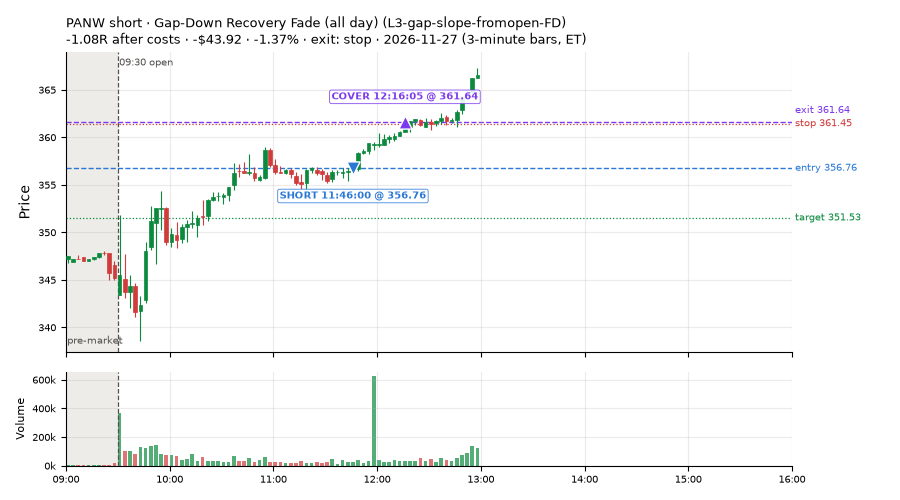 PANW short · Gap-Down Recovery Fade (all day) (L3-gap-slope-fromopen-FD)
-1.08R after costs · -$43.92 · -1.37% · exit: stop · 2026-11-27 (3-minute bars, ET)
09:30 open
365
360
355
350
345
340
Price
COVER 12:16:05 @ 361.64
SHORT 11:46:00 @ 356.76
exit 361.64
stop 361.45
entry 356.76
target 351.53
pre-market
600k
400k
200k
0k
Volume
09:00
10:00
11:00
12:00
13:00
14:00
15:00
16:00